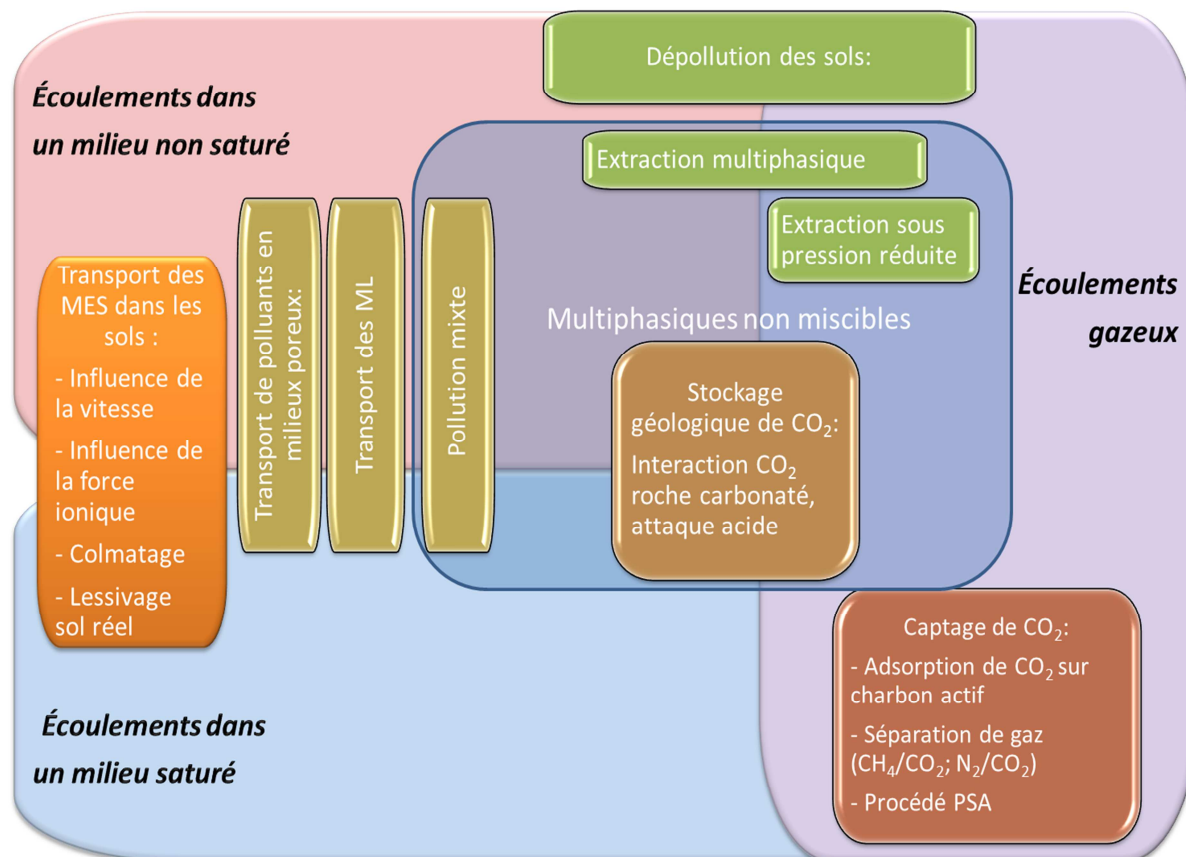 Dépollution des sols:
Écoulements dans
un milieu non saturé
Extraction multiphasique
Extraction sous
pression réduite
Écoulements
gazeux
Transport des
MES dans les
sols :
- Influence de
la vitesse
- Influence de
la force
ionique
- Colmatage
- Lessivage
sol réel
Transport de polluants en
milieux poreux:
Transport des ML
Pollution mixte
Multiphasiques non miscibles
Stockage
géologique de CO₂:
Interaction CO₂
roche carbonaté,
attaque acide
Captage de CO₂:
- Adsorption de CO₂ sur
charbon actif
- Séparation de gaz
(CH₄/CO₂; N₂/CO₂)
- Procédé PSA
Écoulements dans
un milieu saturé